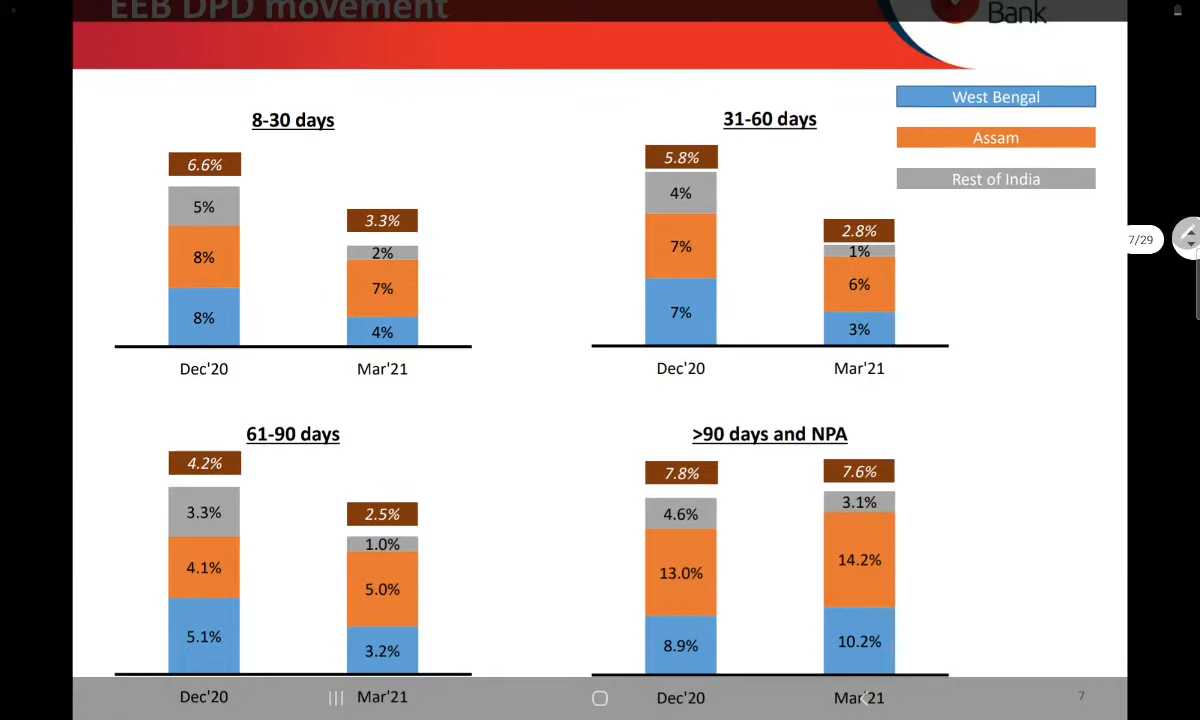 EEB DPD movement
Bank
West Bengal
Assam
Rest of India
8-30 days
6.6%
5%
8%
8%
3.3%
2%
7%
4%
Dec'20
Mar'21
31-60 days
5.8%
4%
7%
7%
2.8%
1%
6%
3%
Dec'20
Mar'21
7/29
61-90 days
4.2%
3.3%
4.1%
5.1%
2.5%
1.0%
5.0%
3.2%
Dec'20
Mar'21
>90 days and NPA
7.8%
4.6%
13.0%
8.9%
7.6%
3.1%
14.2%
10.2%
Dec'20
Mar'21
7